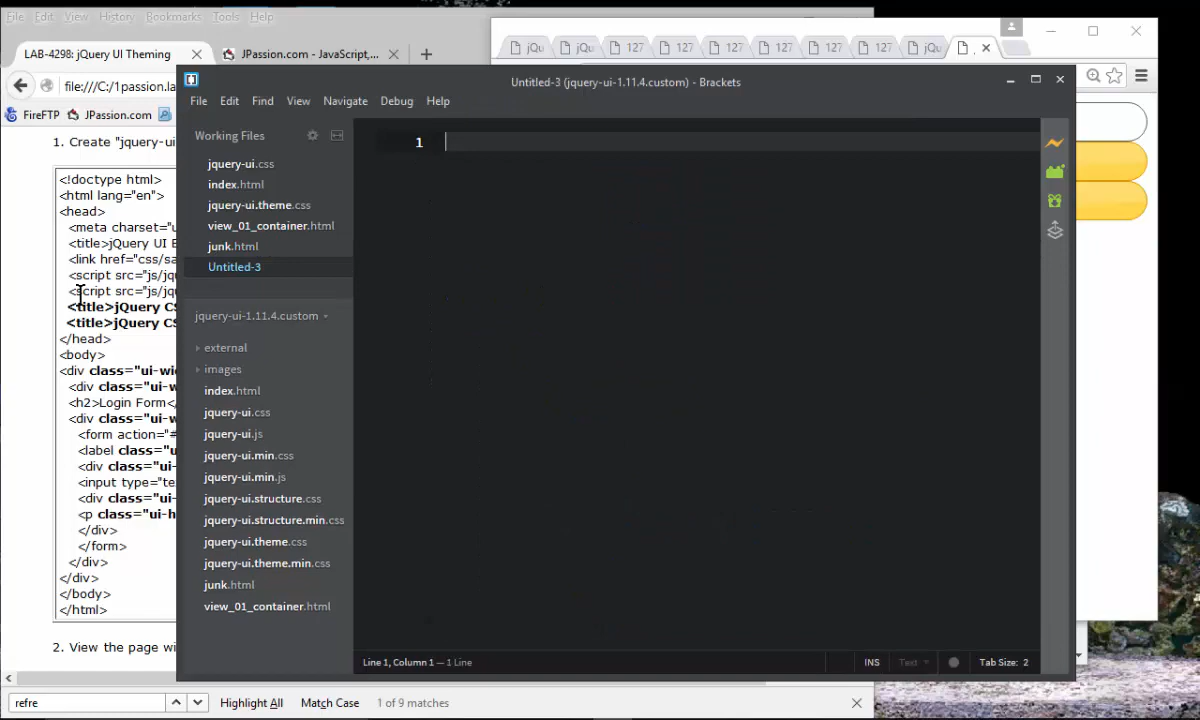 File Edit View History Bookmarks Tools Help
LAB-4298: jQuery UI Theming
JPassion.com - JavaScript,...
file:///C:/1passion.la
FireFTP
JPassion.com
1. Create "jquery-ui
<!doctype html>
<html lang="en">
<head>
<meta charset="u
<title>jQuery UI E
<link href="css/sa
<script src="js/jqu
<script src="js/jqu
<title>jQuery CS
<title>jQuery CS
</head>
<body>
<div class="ui-wi
<div class="ui-w
<h2>Login Form</
<div class="ui-w
<form action="#
<label class="u
<div class="ui-
<input type="te
<div class="ui-
<p class="ui-h
</div>
</form>
</div>
</div>
</body>
</html>
2. View the page wi
refre
Highlight All
Match Case
1 of 9 matches
jQu
jQu
127
127
127
127
127
127
jQu
Untitled-3 (jquery-ui-1.11.4.custom) - Brackets
File Edit Find View Navigate Debug Help
Working Files
jquery-ui.css
index.html
jquery-ui.theme.css
view_01_container.html
junk.html
Untitled-3
jquery-ui-1.11.4.custom
external
images
index.html
jquery-ui.css
jquery-ui.js
jquery-ui.min.css
jquery-ui.min.js
jquery-ui.structure.css
jquery-ui.structure.min.css
jquery-ui.theme.css
jquery-ui.theme.min.css
junk.html
view_01_container.html
1
Line 1, Column 1 — 1 Line
INS
Text
Tab Size: 2